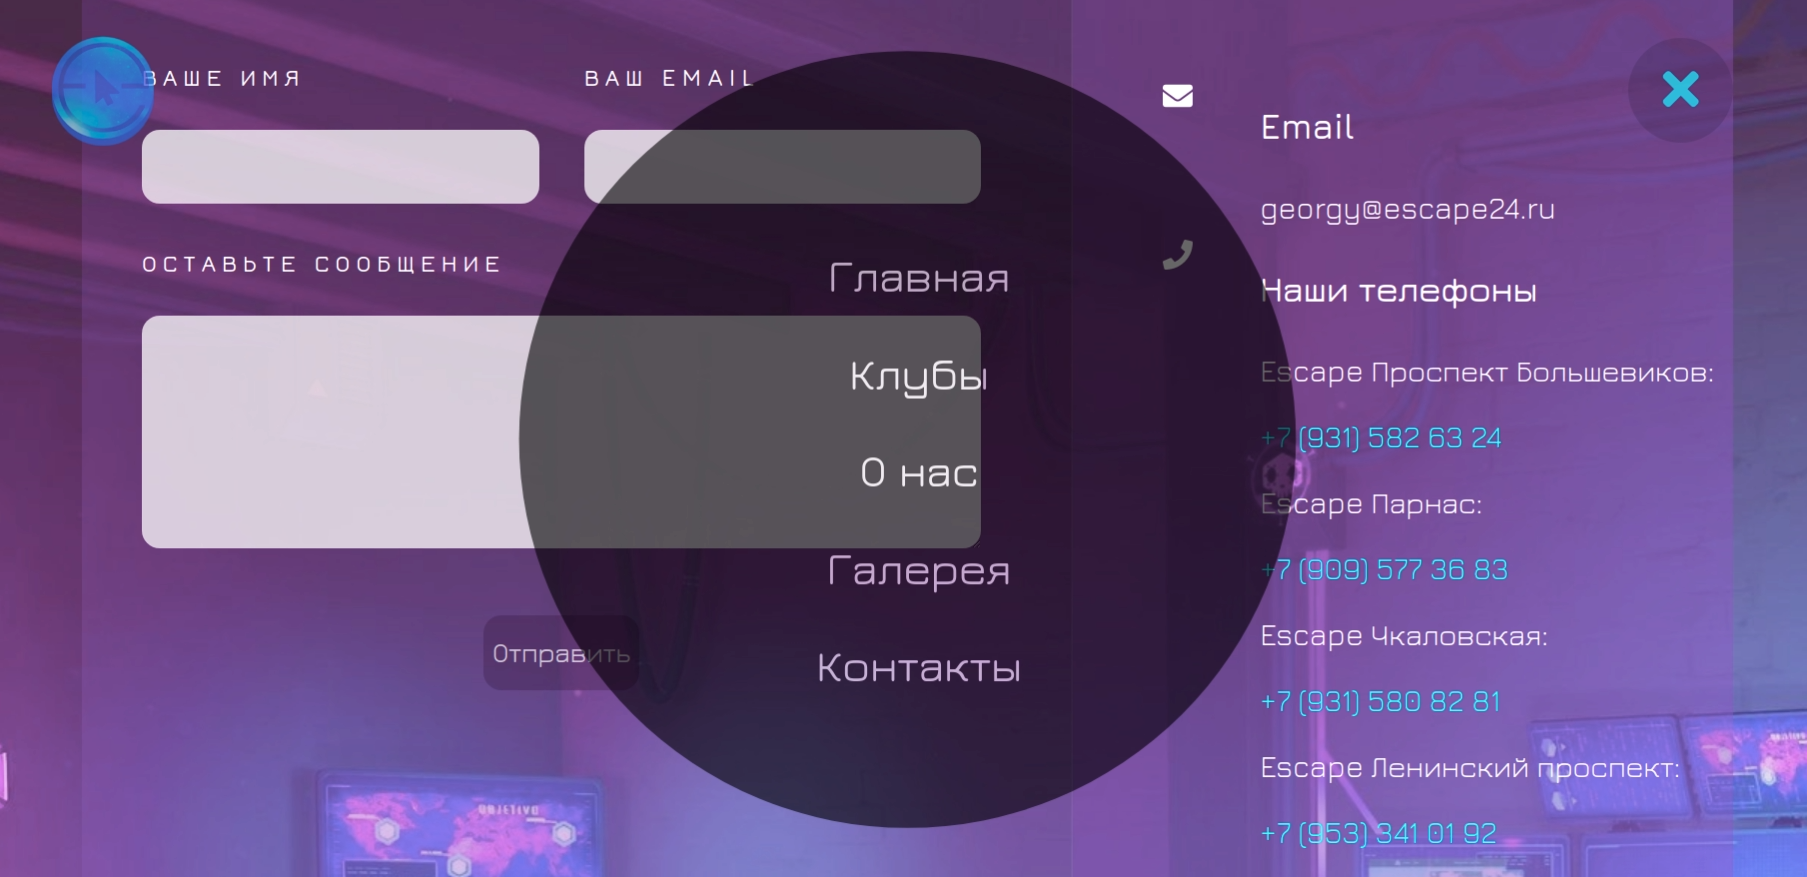 ВАШЕ ИМЯ
ВАШ EMAIL
ОСТАВЬТЕ СООБЩЕНИЕ
Отправить
Главная
Клубы
О нас
Галерея
Контакты
Email
georgy@escape24.ru
Наши телефоны
Escape Проспект Большевиков:
+7 (931) 582 63 24
Escape Парнас:
+7 (909) 577 36 83
Escape Чкаловская:
+7 (931) 580 82 81
Escape Ленинский проспект:
+7 (953) 341 01 92
OBJETIVO